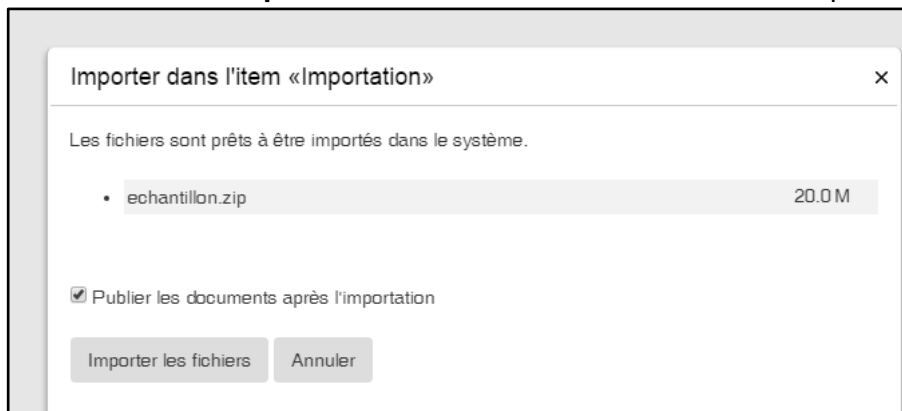 Importer dans l'item «Importation» ×
Les fichiers sont prêts à être importés dans le système.
• echantillon.zip 20.0 M
Publier les documents après l'importation
Importer les fichiers Annuler